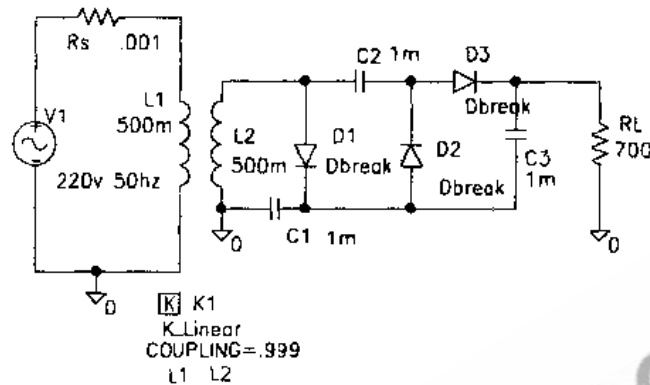 Rs .001
V1
220v 50hz
L1
500m
L2
500m
D1
Dbreak
C1 1m
C2 1m
D2
Dbreak
D3
Dbreak
C3
1m
RL
700
0
0
0
K K1
K_Linear
COUPLING=.999
L1 L2